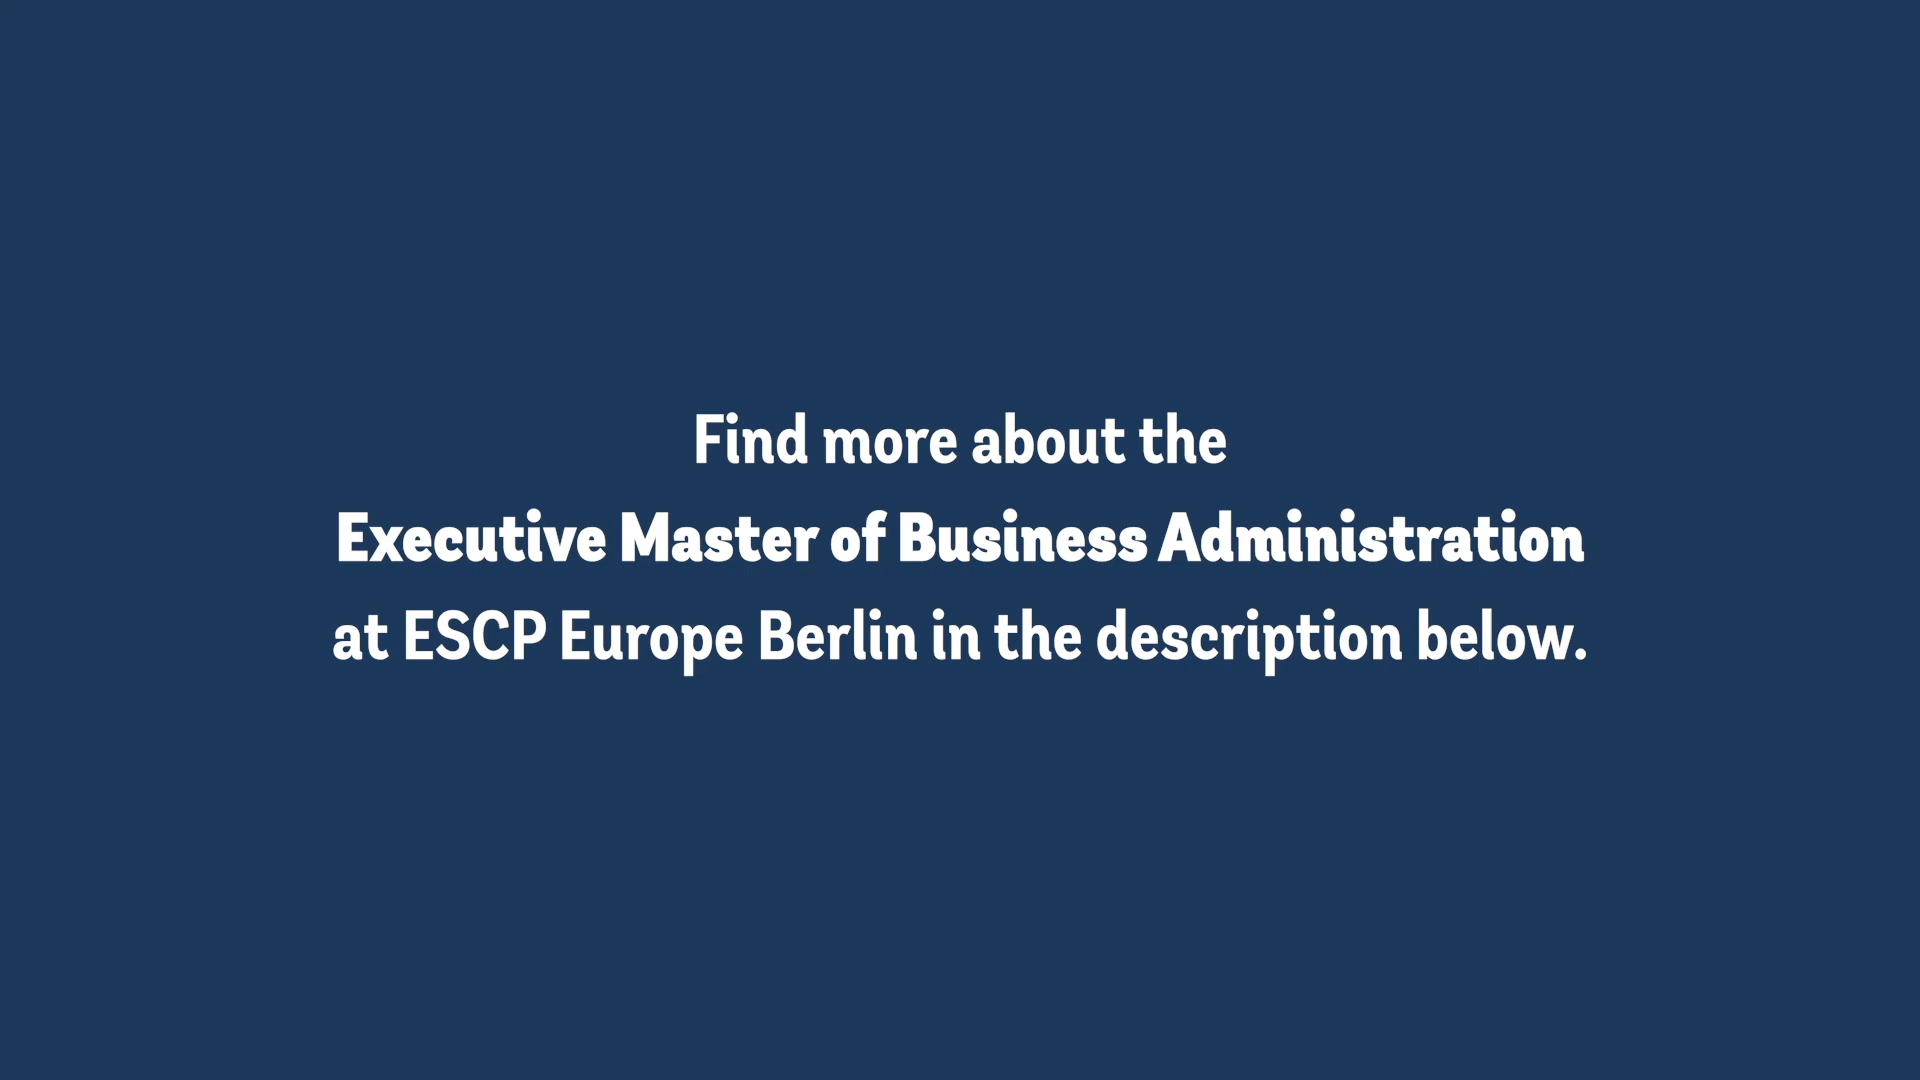 Find more about the
Executive Master of Business Administration
at ESCP Europe Berlin in the description below.